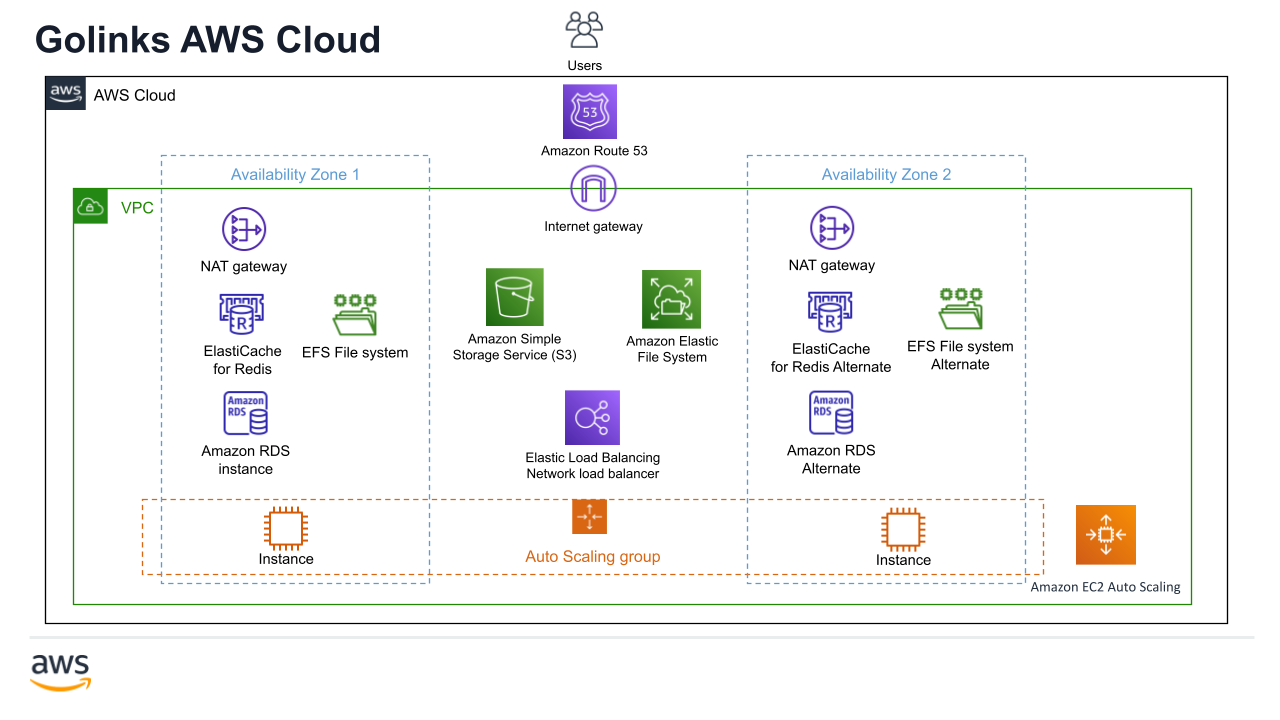 Golinks AWS Cloud
Users
aws
AWS Cloud
53
Amazon Route 53
Availability Zone 1
Availability Zone 2
VPC
Internet gateway
NAT gateway
NAT gateway
R
ElastiCache
for Redis
EFS File system
Amazon Simple
Storage Service (S3)
Amazon Elastic
File System
R
ElastiCache
for Redis Alternate
EFS File system
Alternate
Amazon
RDS
Amazon RDS
instance
Elastic Load Balancing
Network load balancer
Amazon
RDS
Amazon RDS
Alternate
Instance
Auto Scaling group
Instance
Amazon EC2 Auto Scaling
aws